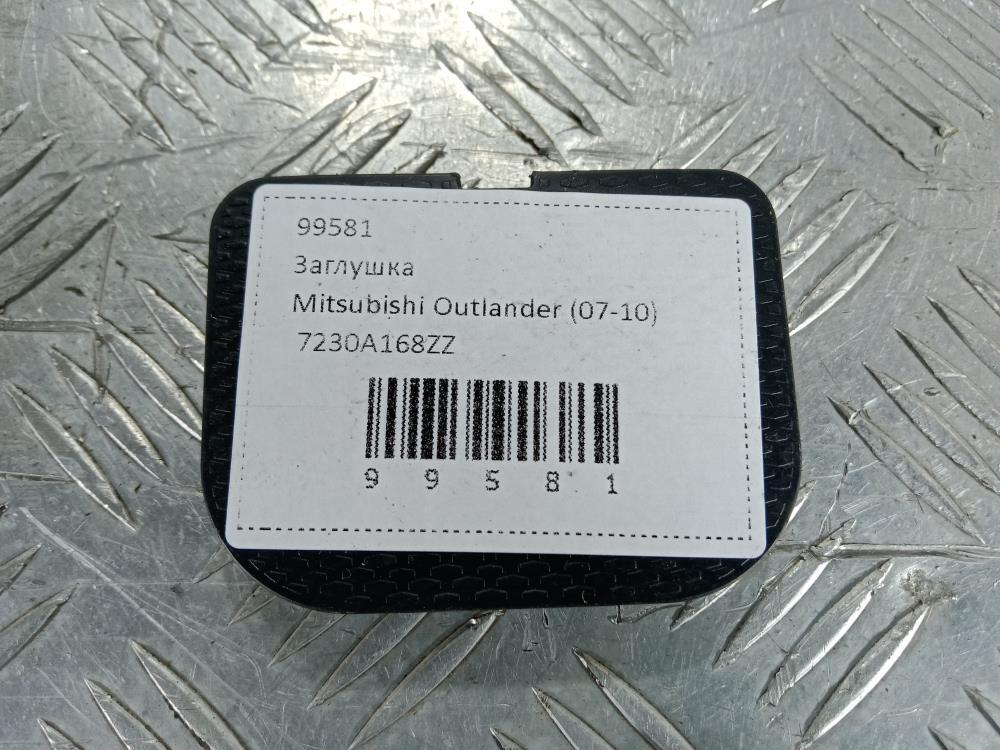 99581
Заглушка
Mitsubishi Outlander (07-10)
7230A168ZZ
9 9 5 8 1